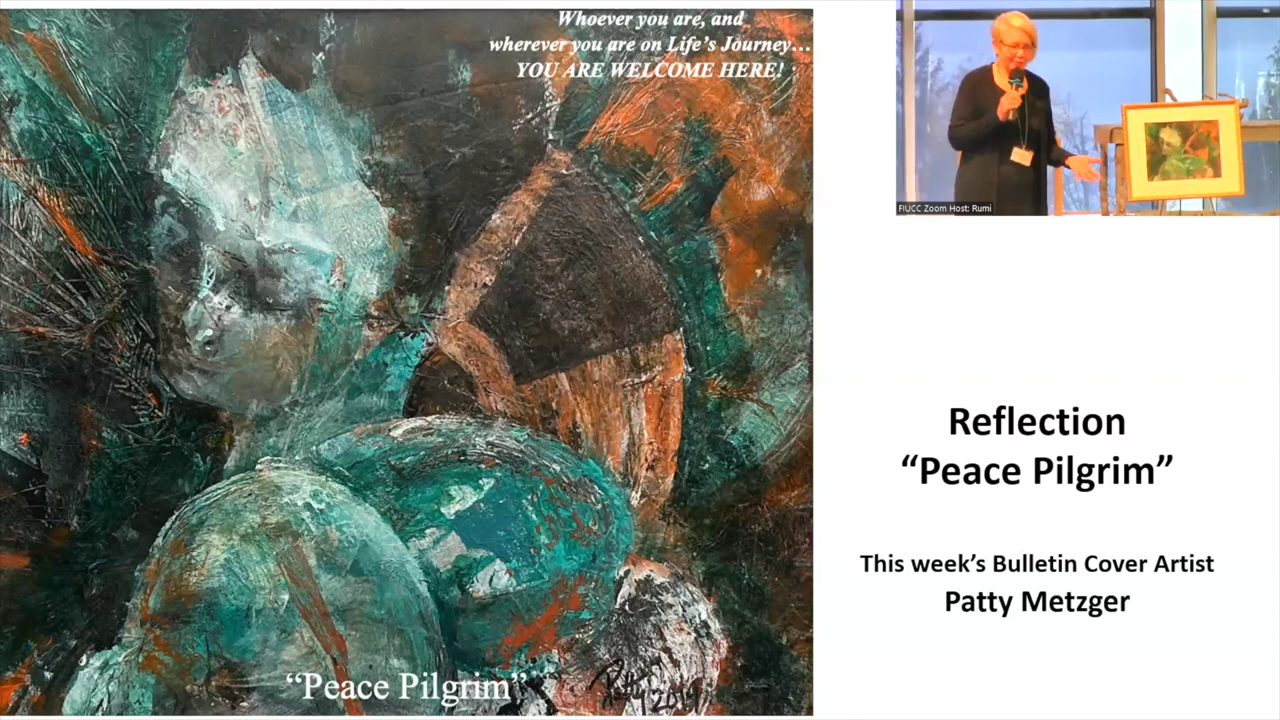 Whoever you are, and
wherever you are on Life's Journey…
YOU ARE WELCOME HERE!
FIUCC Zoom Host: Rumi
Reflection
“Peace Pilgrim”
This week’s Bulletin Cover Artist
Patty Metzger
“Peace Pilgrim”